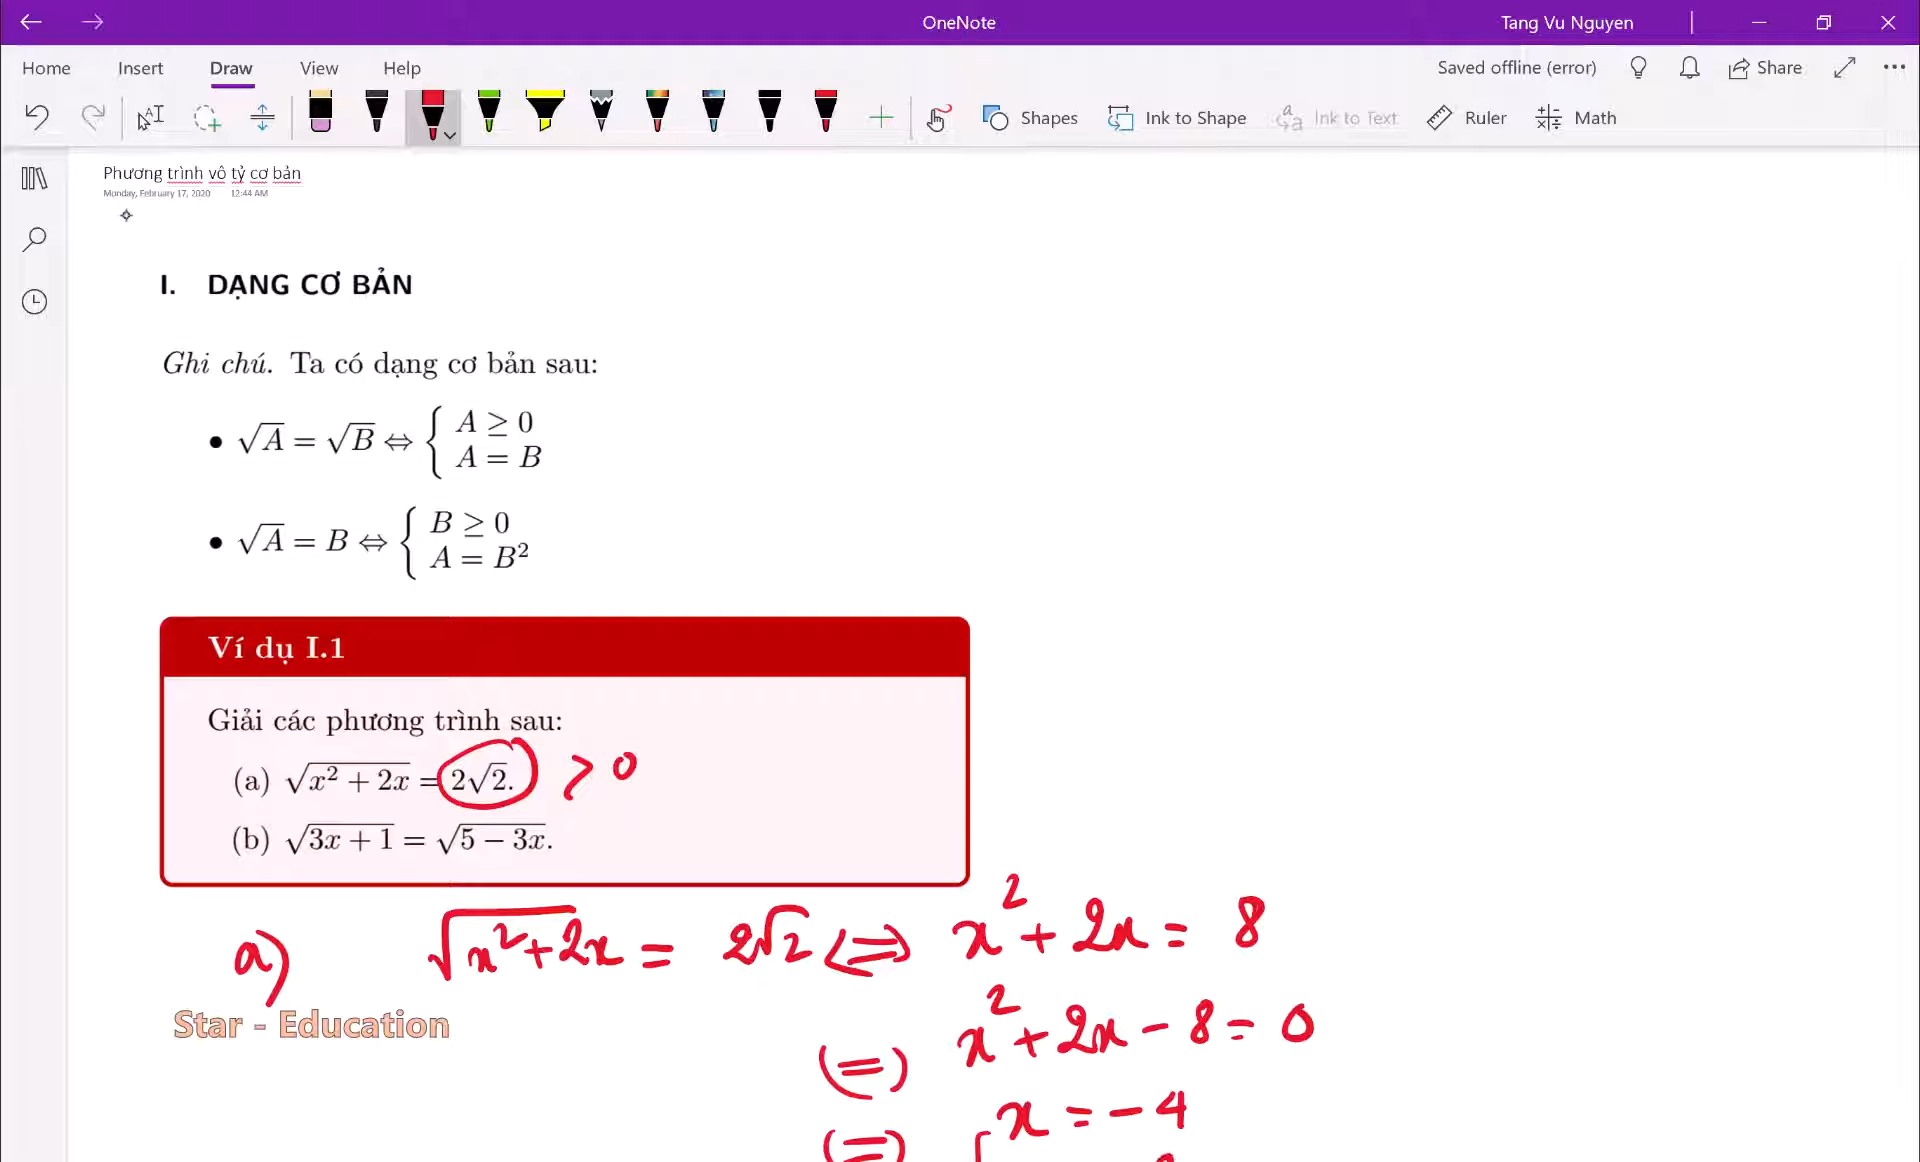 OneNote
Tang Vu Nguyen
Home Insert Draw View Help
Saved offline (error) Share
Shapes Ink to Shape Ink to Text Ruler Math
Phương trình vô tỷ cơ bản
Monday, February 17, 2020 12:44 AM
I. DẠNG CƠ BẢN
Ghi chú. Ta có dạng cơ bản sau:
• √A = √B ⇔ { A ≥ 0
A = B
• √A = B ⇔ { B ≥ 0
A = B²
Ví dụ I.1
Giải các phương trình sau:
(a) √(x² + 2x) = 2√2. > 0
(b) √(3x + 1) = √(5 − 3x).
a) √(x² + 2x) = 2√2 ⇔ x² + 2x = 8
Star - Education
⇔ x² + 2x − 8 = 0
⇔ [ x = −4